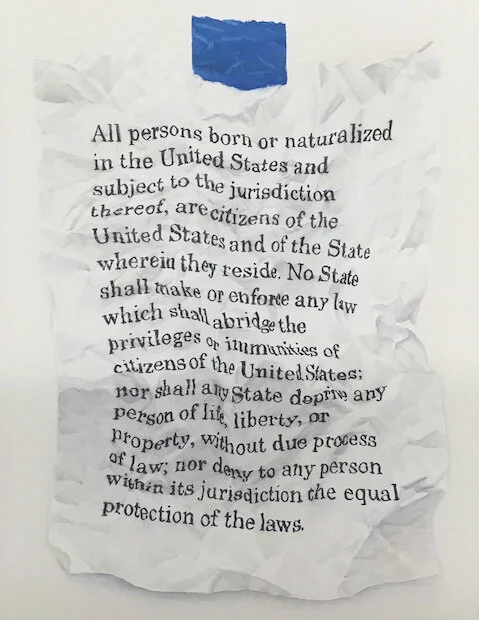 All persons born or naturalized
in the United States and
subject to the jurisdiction
thereof, are citizens of the
United States and of the State
wherein they reside. No State
shall make or enforce any law
which shall abridge the
privileges or immunities of
citizens of the United States;
nor shall any State deprive any
person of life, liberty, or
property, without due process
of law; nor deny to any person
within its jurisdiction the equal
protection of the laws.